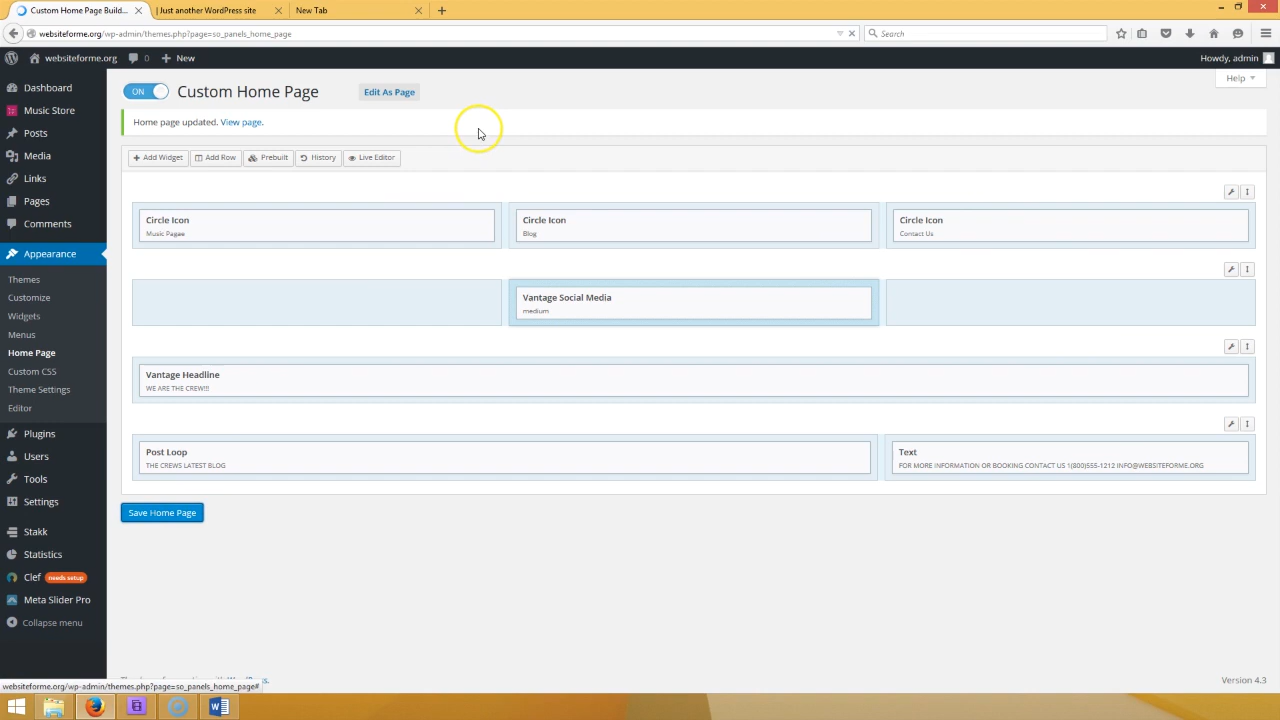 Custom Home Page Build...
| Just another WordPress site
New Tab
websiteforme.org/wp-admin/themes.php?page=so_panels_home_page
Search
websiteforme.org
0
New
Howdy, admin
Help
Dashboard
Music Store
Posts
Media
Links
Pages
Comments
Appearance
Themes
Customize
Widgets
Menus
Home Page
Custom CSS
Theme Settings
Editor
Plugins
Users
Tools
Settings
Stakk
Statistics
Clef needs setup
Meta Slider Pro
Collapse menu
ON
Custom Home Page
Edit As Page
Home page updated. View page.
Add Widget
Add Row
Prebuilt
History
Live Editor
Circle Icon
Music Pagae
Circle Icon
Blog
Circle Icon
Contact Us
Vantage Social Media
medium
Vantage Headline
WE ARE THE CREW!!!
Post Loop
THE CREWS LATEST BLOG
Text
FOR MORE INFORMATION OR BOOKING CONTACT US 1(800)555-1212 INFO@WEBSITEFORME.ORG
Save Home Page
Version 4.3
websiteforme.org/wp-admin/themes.php?page=so_panels_home_page#